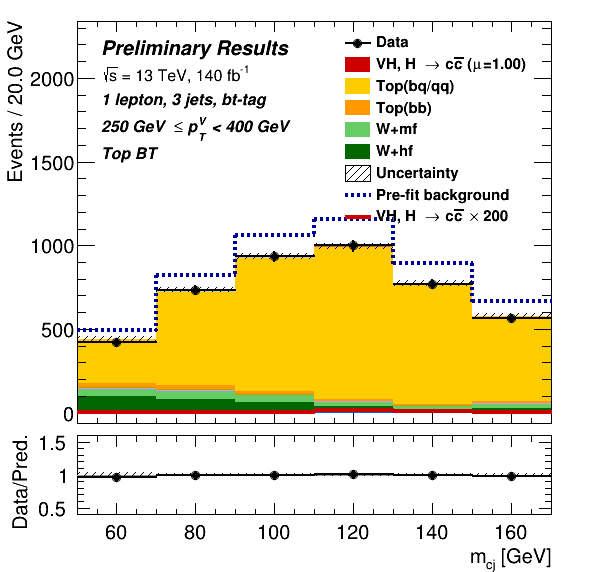 Events / 20.0 GeV
2000
1500
1000
500
0
Preliminary Results
√s = 13 TeV, 140 fb⁻¹
1 lepton, 3 jets, bt-tag
250 GeV ≤ p_T^V < 400 GeV
Top BT
Data
VH, H → cc̅ (μ=1.00)
Top(bq/qq)
Top(bb)
W+mf
W+hf
Uncertainty
Pre-fit background
VH, H → cc̅ × 200
Data/Pred.
1.5
1
0.5
60 80 100 120 140 160
m_cj [GeV]